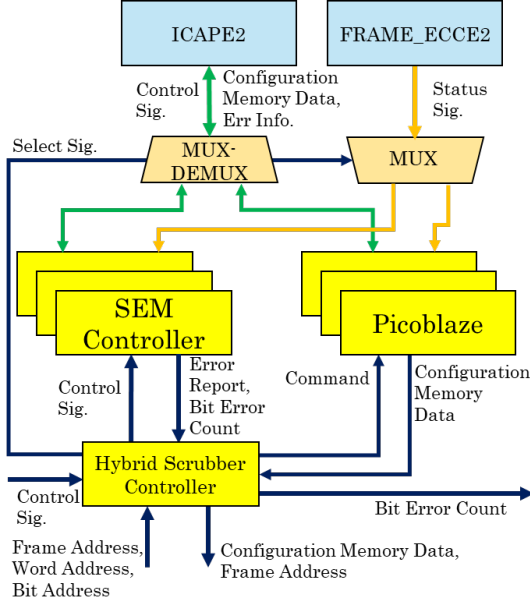 ICAPE2
FRAME_ECCE2
Control
Sig.
Configuration
Memory Data,
Err Info.
Status
Sig.
Select Sig.
MUX-
DEMUX
MUX
SEM
Controller
Picoblaze
Control
Sig.
Error
Report,
Bit Error
Count
Command
Configuration
Memory
Data
Hybrid Scrubber
Controller
Control
Sig.
Bit Error Count
Frame Address,
Word Address,
Bit Address
Configuration Memory Data,
Frame Address